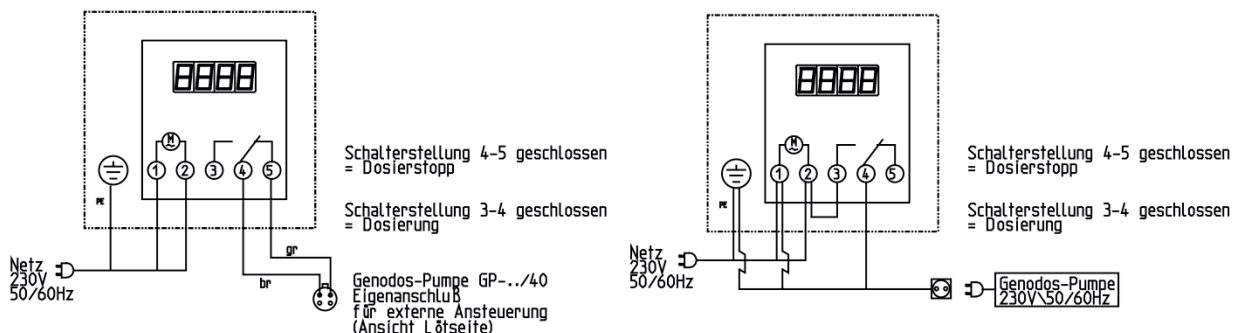 8888
M
1 2 3 4 5
PE
Schalterstellung 4-5 geschlossen
= Dosierstopp
Schalterstellung 3-4 geschlossen
= Dosierung
Netz
230V
50/60Hz
gr
br
Genodos-Pumpe GP-../40
Eigenanschluß
für externe Ansteuerung
(Ansicht Lötseite)
8888
M
1 2 3 4 5
PE
Schalterstellung 4-5 geschlossen
= Dosierstopp
Schalterstellung 3-4 geschlossen
= Dosierung
Netz
230V
50/60Hz
Genodos-Pumpe
230V\50/60Hz